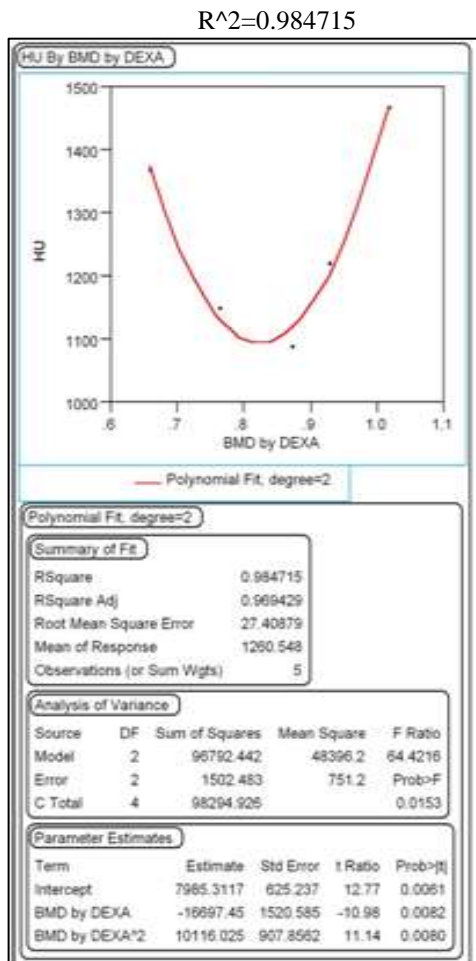 R^2=0.984715
HU By BMD by DEXA
1500
1400
1300
1200
1100
1000
HU
.6 .7 .8 .9 1.0 1.1
BMD by DEXA
Polynomial Fit, degree=2
Polynomial Fit, degree=2
Summary of Fit
RSquare 0.984715
RSquare Adj 0.969429
Root Mean Square Error 27.40879
Mean of Response 1260.548
Observations (or Sum Wgts) 5
Analysis of Variance
Source DF Sum of Squares Mean Square F Ratio
Model 2 96792.442 48396.2 64.4216
Error 2 1502.483 751.2 Prob>F
C Total 4 98294.926 0.0153
Parameter Estimates
Term Estimate Std Error t Ratio Prob>|t|
Intercept 7985.3117 625.237 12.77 0.0061
BMD by DEXA -16697.45 1520.585 -10.98 0.0082
BMD by DEXA^2 10116.025 907.8562 11.14 0.0080